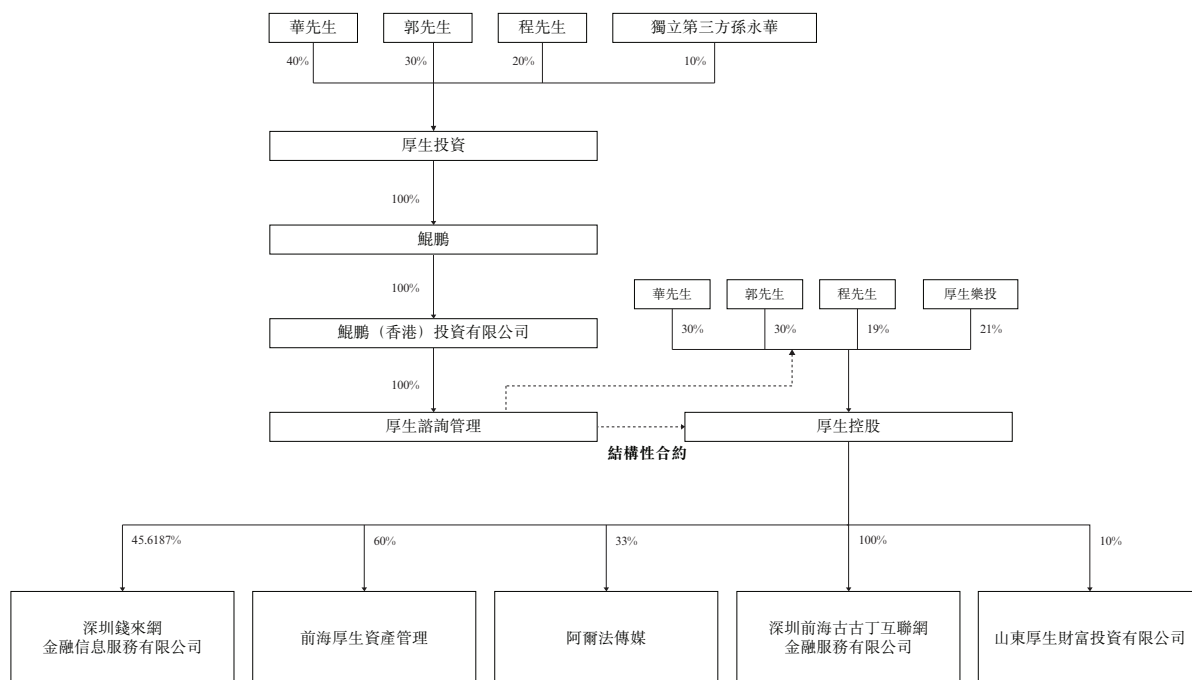 華先生
郭先生
程先生
獨立第三方孫永華
40%
30%
20%
10%
厚生投資
100%
鯤鵬
100%
鯤鵬（香港）投資有限公司
100%
厚生諮詢管理
華先生
郭先生
程先生
厚生樂投
30%
30%
19%
21%
厚生控股
結構性合約
45.6187%
60%
33%
100%
10%
深圳錢來網
金融信息服務有限公司
前海厚生資產管理
阿爾法傳媒
深圳前海古古丁互聯網
金融服務有限公司
山東厚生財富投資有限公司